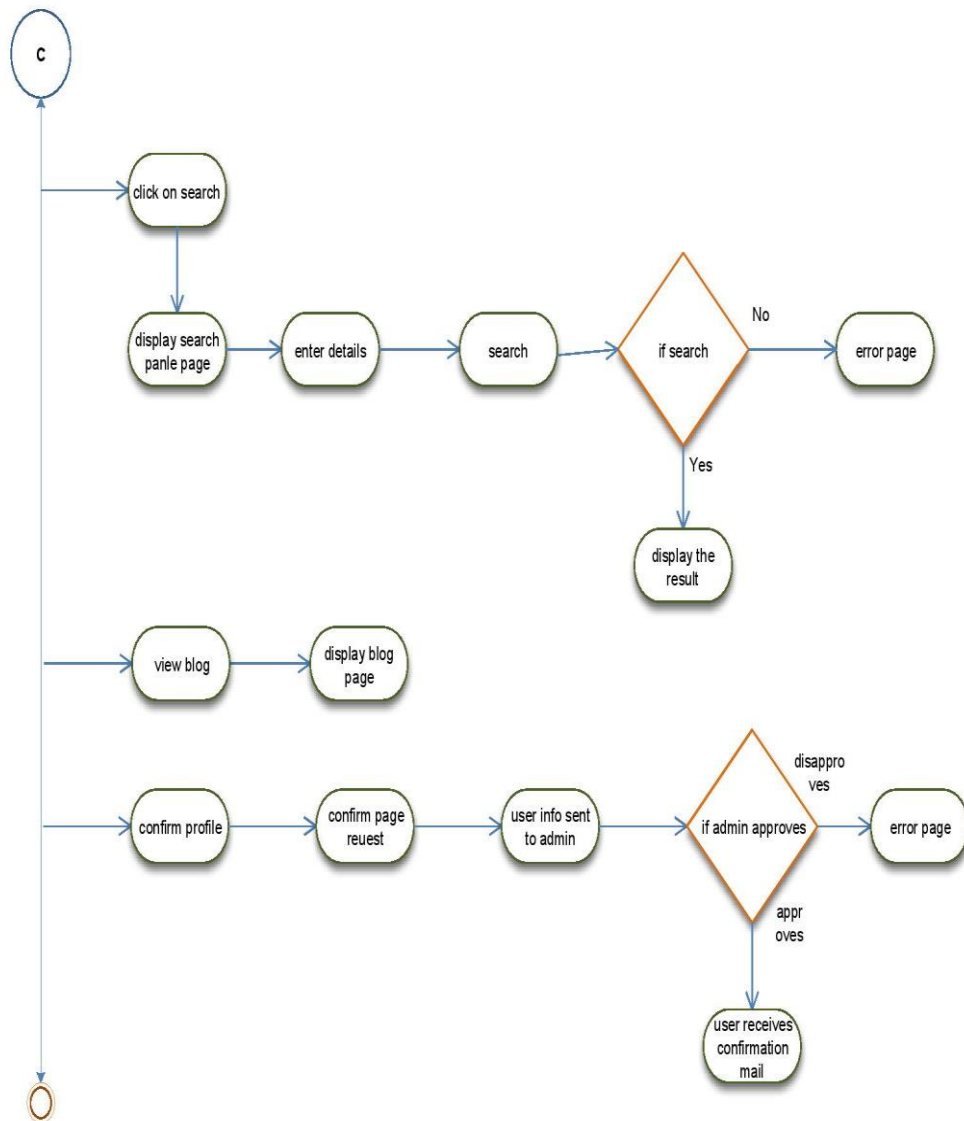 C
click on search
display search
panle page
enter details
search
if search
No
error page
Yes
display the
result
view blog
display blog
page
confirm profile
confirm page
reuest
user info sent
to admin
if admin approves
disappro
ves
error page
appr
oves
user receives
confirmation
mail